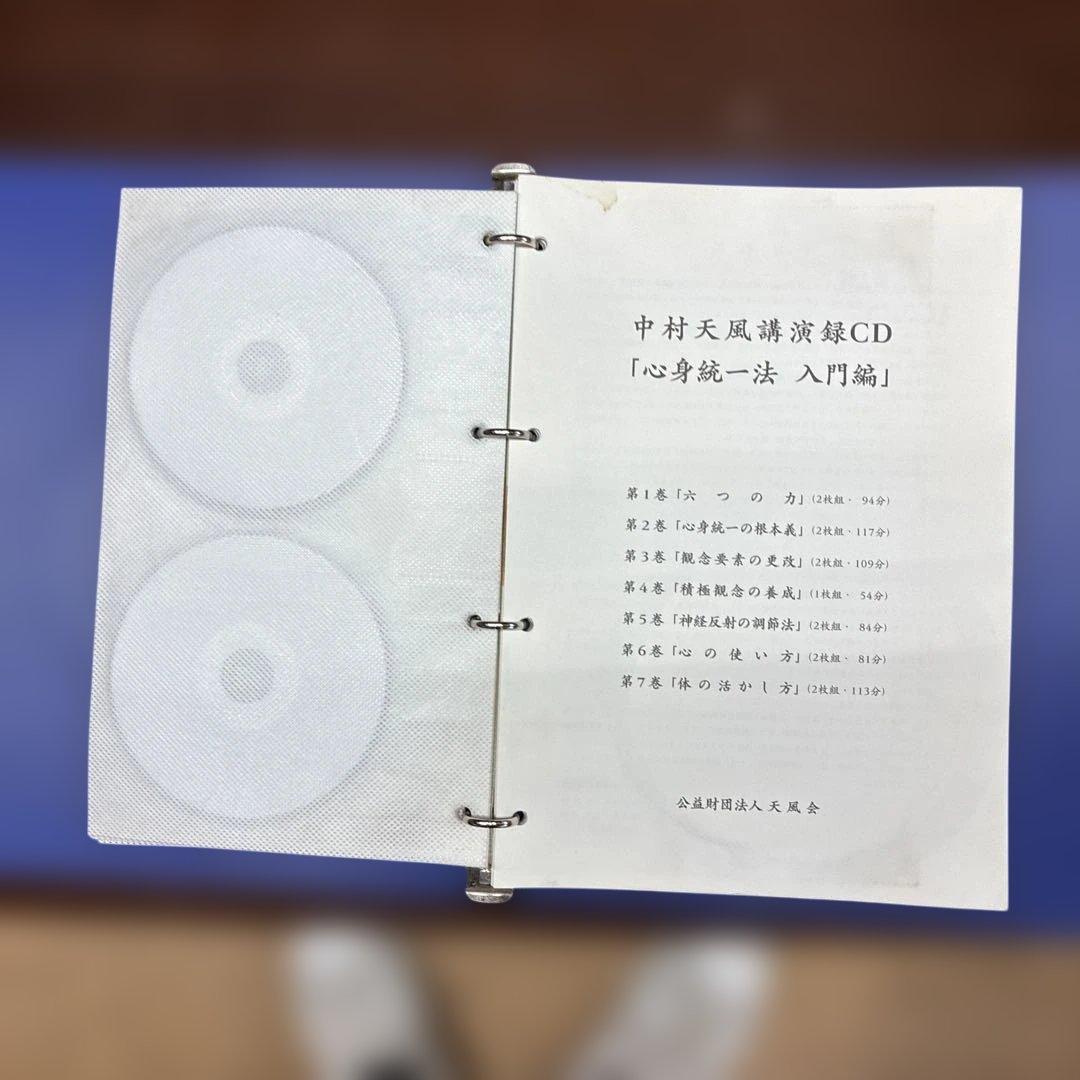 中村天風講演録CD
「心身統一法 入門編」
第1巻「六つの力」(2枚組・ 94分)
第2巻「心身統一の根本義」(2枚組・117分)
第3巻「観念要素の更改」(2枚組・109分)
第4巻「積極観念の養成」(1枚組・ 54分)
第5巻「神経反射の調節法」(2枚組・ 84分)
第6巻「心の使い方」(2枚組・ 81分)
第7巻「体の活かし方」(2枚組・113分)
公益財団法人 天風会